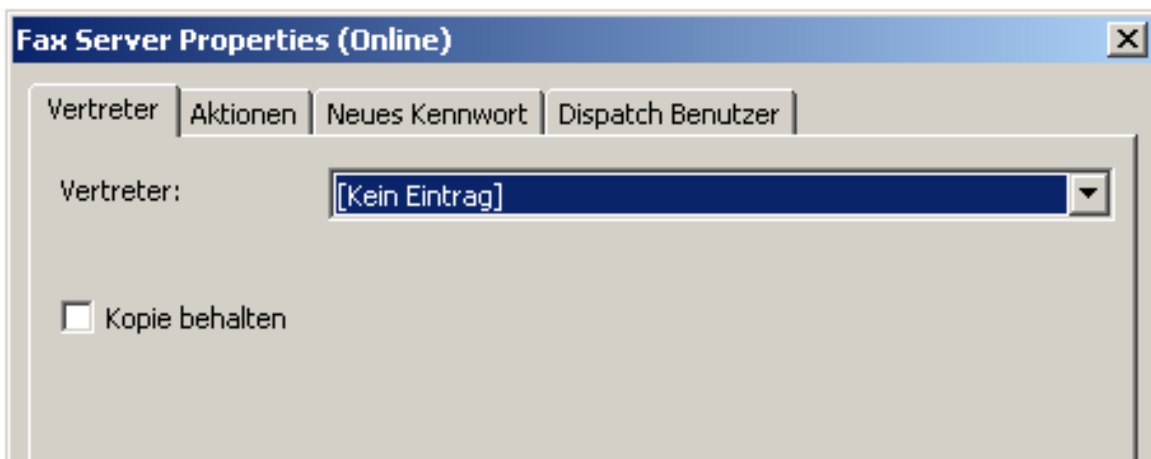 Fax Server Properties (Online)
Vertreter Aktionen Neues Kennwort Dispatch Benutzer
Vertreter: [Kein Eintrag]
Kopie behalten